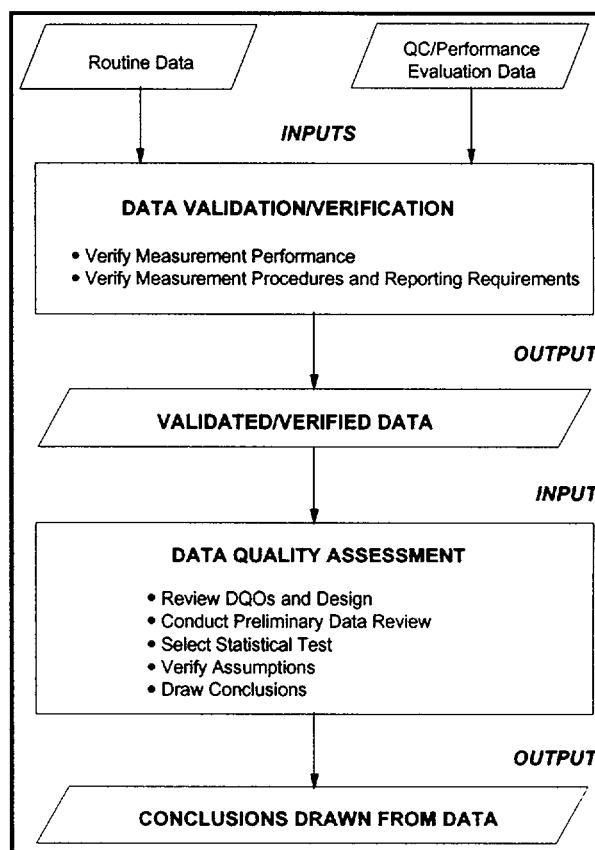 Routine Data
QC/Performance
Evaluation Data
INPUTS
DATA VALIDATION/VERIFICATION
• Verify Measurement Performance
• Verify Measurement Procedures and Reporting Requirements
OUTPUT
VALIDATED/VERIFIED DATA
INPUT
DATA QUALITY ASSESSMENT
• Review DQOs and Design
• Conduct Preliminary Data Review
• Select Statistical Test
• Verify Assumptions
• Draw Conclusions
OUTPUT
CONCLUSIONS DRAWN FROM DATA